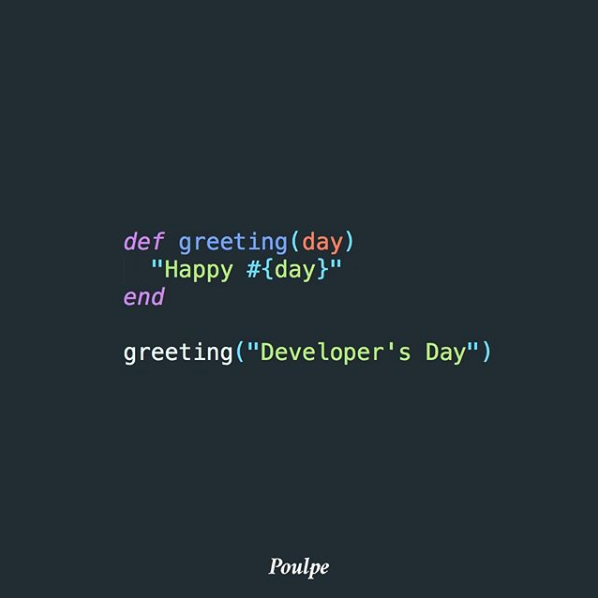 def greeting(day)
  "Happy #{day}"
end

greeting("Developer's Day")

Poulpe